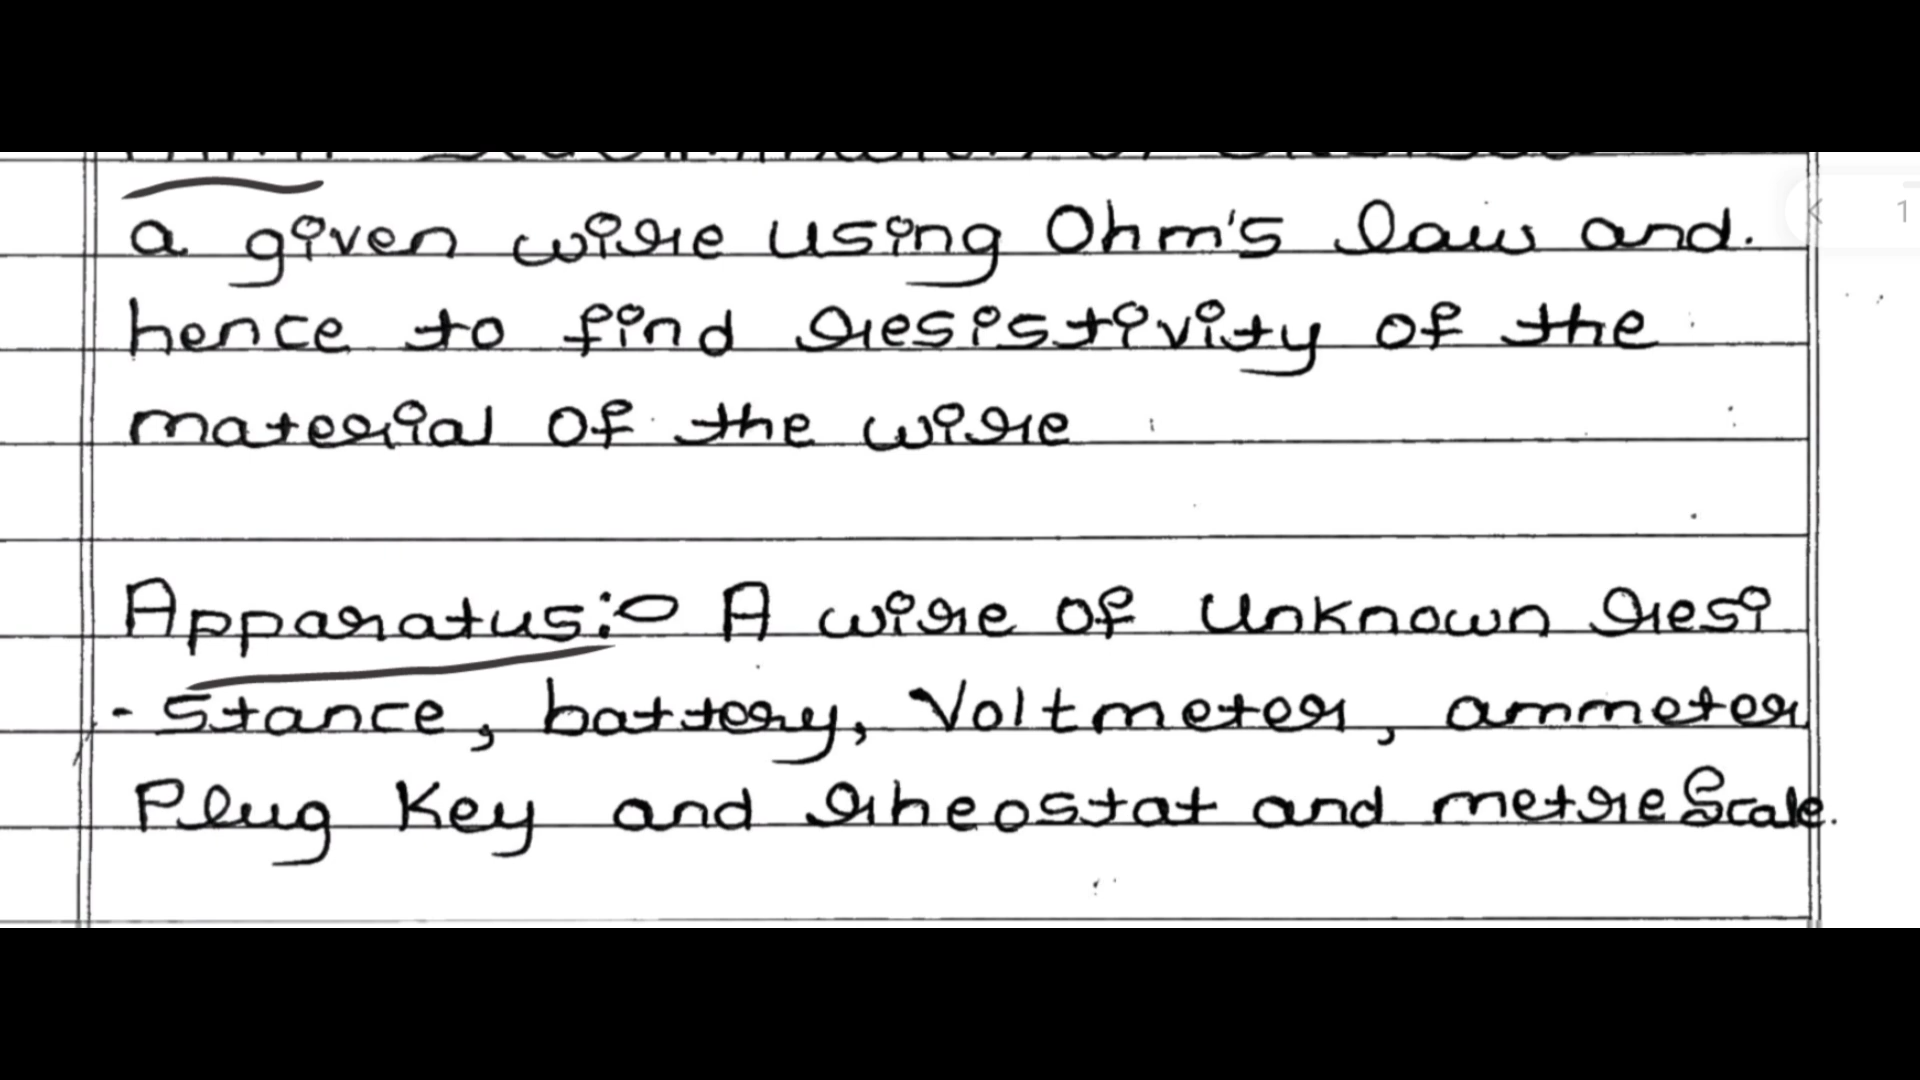 a given wire using Ohm's law and.
hence to find resistivity of the
material of the wire
Apparatus:- A wire of unknown resi
-stance, battery, Voltmeter, ammeter
Plug Key and rheostat and metre Scale.
1